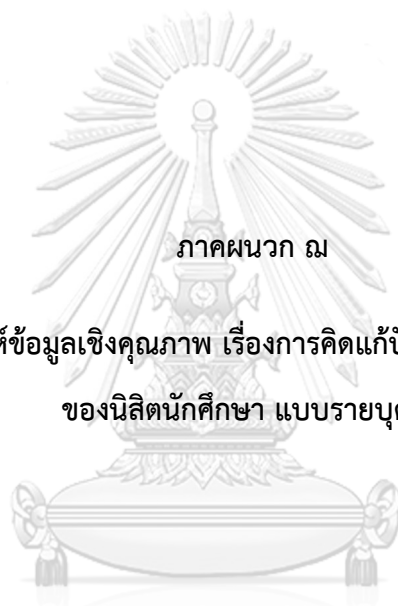 ภาคผนวก ฌ
ข้อมูลเชิงคุณภาพ เรื่องการคิดแก้
ของนิสิตนักศึกษา แบบราย